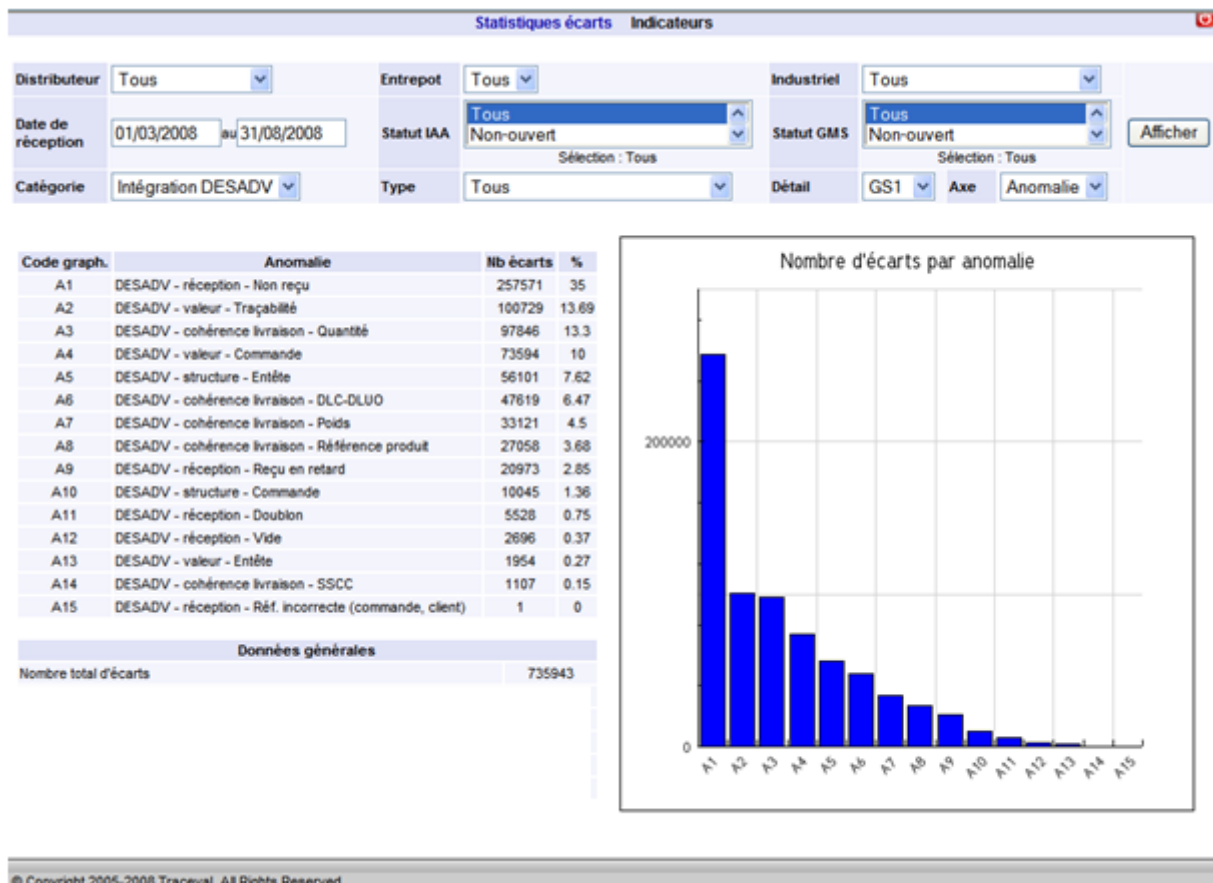 Statistiques écarts Indicateurs
Distributeur Tous Entrepot Tous Industriel Tous
Date de réception 01/03/2008 au 31/08/2008 Statut IAA Tous Non-ouvert Sélection : Tous Statut GMS Tous Non-ouvert Sélection : Tous Afficher
Catégorie Intégration DESADV Type Tous Détail GS1 Axe Anomalie
Code graph. Anomalie Nb écarts %
A1 DESADV - réception - Non reçu 257571 35
A2 DESADV - valeur - Traçabilité 100729 13.69
A3 DESADV - cohérence livraison - Quantité 97846 13.3
A4 DESADV - valeur - Commande 73594 10
A5 DESADV - structure - Entête 56101 7.62
A6 DESADV - cohérence livraison - DLC-DLUO 47619 6.47
A7 DESADV - cohérence livraison - Poids 33121 4.5
A8 DESADV - cohérence livraison - Référence produit 27058 3.68
A9 DESADV - réception - Reçu en retard 20973 2.85
A10 DESADV - structure - Commande 10045 1.36
A11 DESADV - réception - Doublon 5528 0.75
A12 DESADV - réception - Vide 2696 0.37
A13 DESADV - valeur - Entête 1954 0.27
A14 DESADV - cohérence livraison - SSCC 1107 0.15
A15 DESADV - réception - Réf. incorrecte (commande, client) 1 0
Données générales
Nombre total d'écarts 735943
Nombre d'écarts par anomalie
200000
0
A1 A2 A3 A4 A5 A6 A7 A8 A9 A10 A11 A12 A13 A14 A15
© Copyright 2005-2008 Traceval. All Rights Reserved